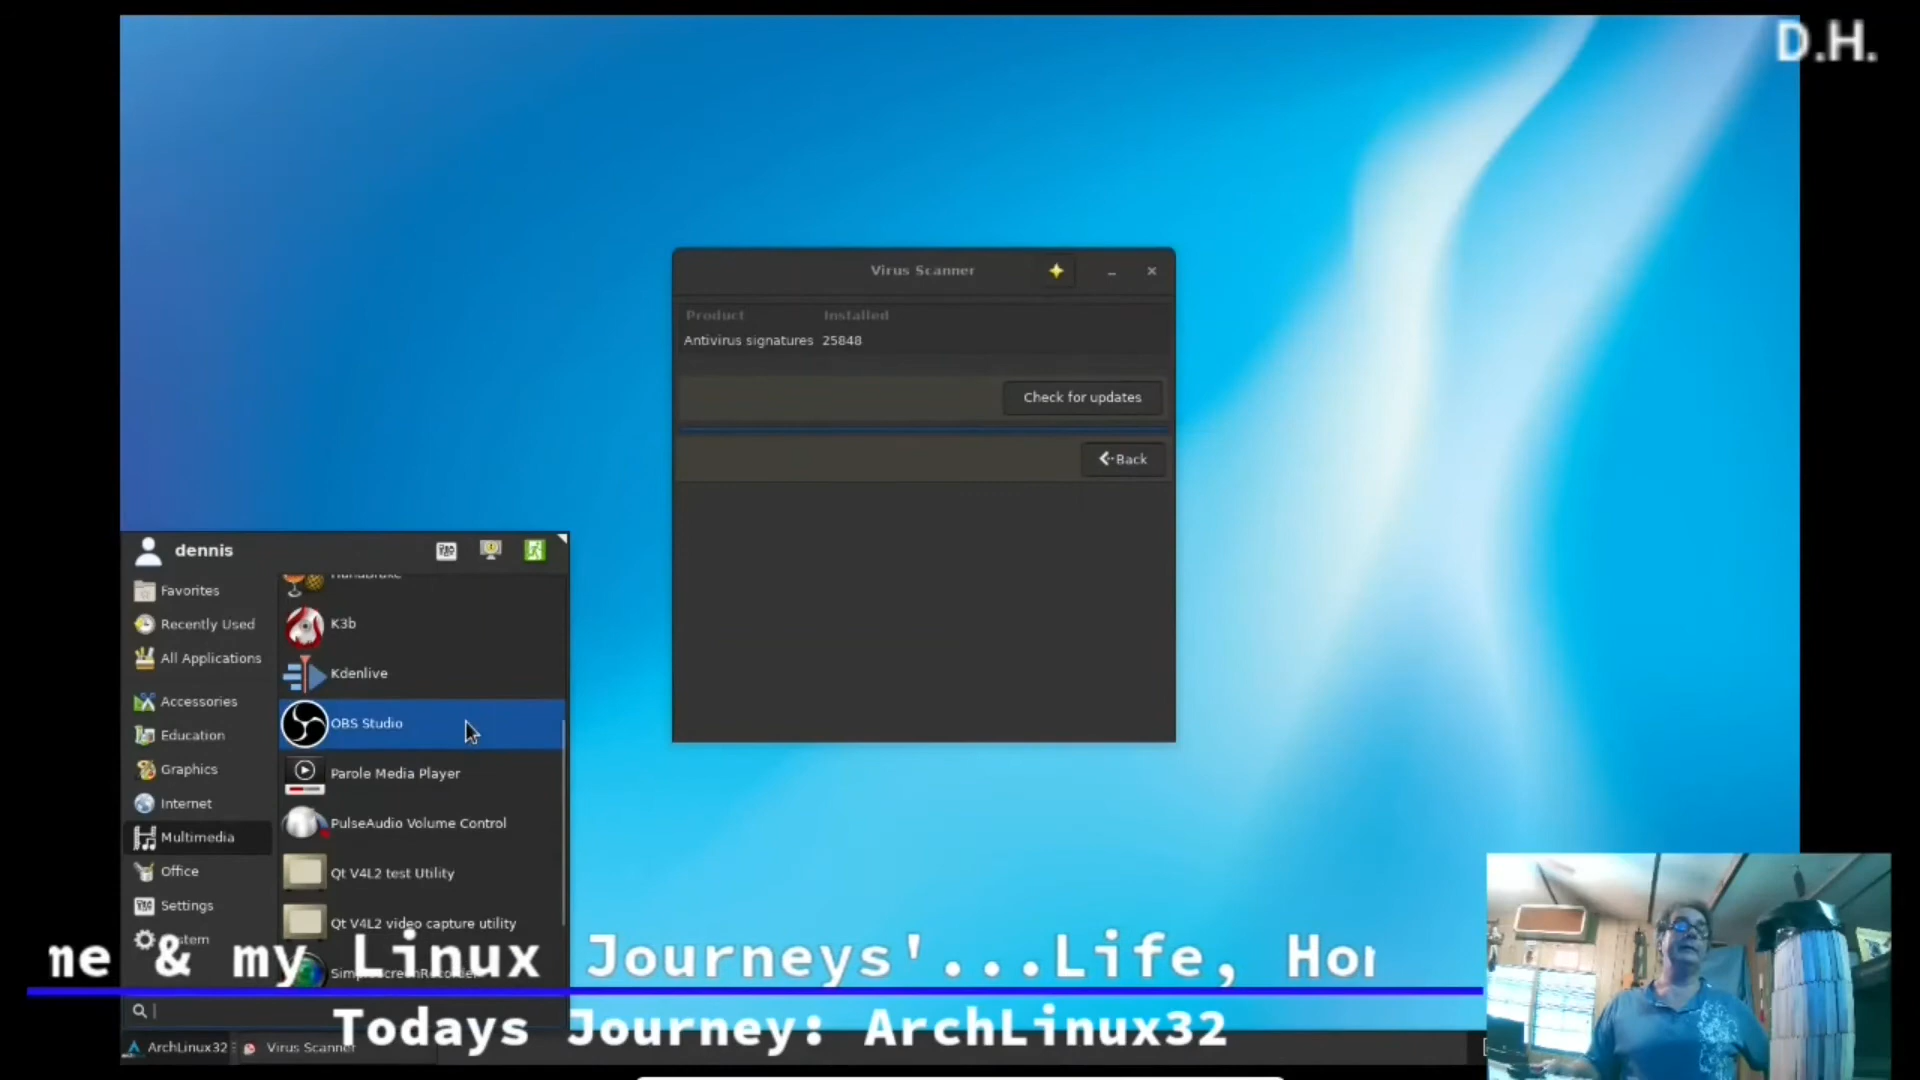 D.H.
Virus Scanner
Product Installed
Antivirus signatures 25848
Check for updates
Back
dennis
Favorites
Recently Used
All Applications
Accessories
Education
Graphics
Internet
Multimedia
Office
Settings
K3b
Kdenlive
OBS Studio
Parole Media Player
PulseAudio Volume Control
Qt V4L2 test Utility
Qt V4L2 video capture utility
me & my Linux Journeys'...Life, Ho
Todays Journey: ArchLinux32
ArchLinux32
Virus Scanner